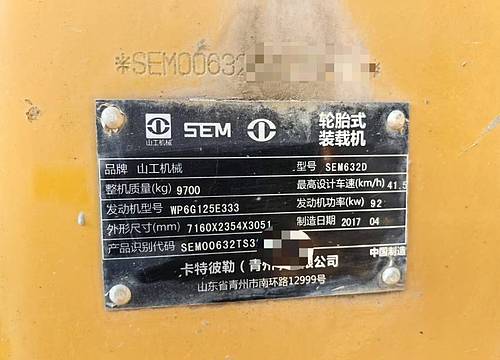 *SEM00632
山工机械 SEM 轮胎式
装载机
品牌 山工机械 型号 SEM632D
整机质量(kg) 9700 最高设计车速(km/h) 41.5
发动机型号 WP6G125E333 发动机功率(kw) 92
外形尺寸(mm) 7160X2354X3051 制造日期 2017 04
产品识别代码 SEM00632TS3
中国制造
卡特彼勒(青州)有限公司
山东省青州市南环路12999号